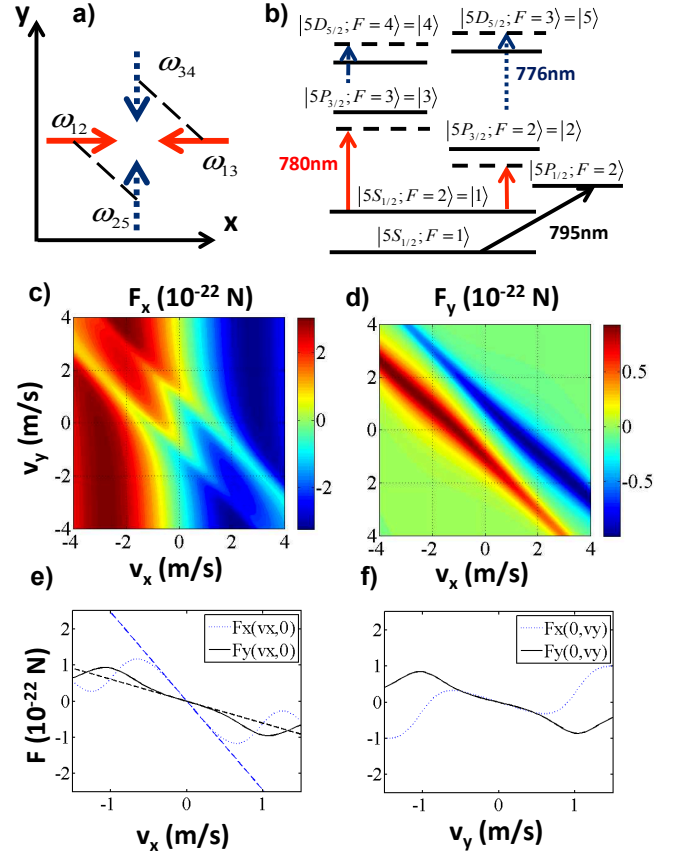 a)
y
ω34
ω12
ω13
ω25
x
b)
|5D5/2; F = 4⟩=|4⟩
|5D5/2; F = 3⟩=|5⟩
776nm
|5P3/2; F = 3⟩=|3⟩
|5P3/2; F = 2⟩=|2⟩
780nm
|5P1/2; F = 2⟩
|5S1/2; F = 2⟩=|1⟩
|5S1/2; F = 1⟩
795nm
c)
Fx (10-22 N)
4
2
0
-2
-4
vy (m/s)
-4 -2 0 2 4
vx (m/s)
2
0
-2
d)
Fy (10-22 N)
4
2
0
-2
4
-4 -2 0 2 4
vx (m/s)
0.5
0
-0.5
e)
Fx(vx,0)
Fy(vx,0)
2
1
0
-1
-2
F (10-22 N)
-1 0 1
vx (m/s)
f)
Fx(0,vy)
Fy(0,vy)
2
1
0
-1
-2
-1 0 1
vy (m/s)